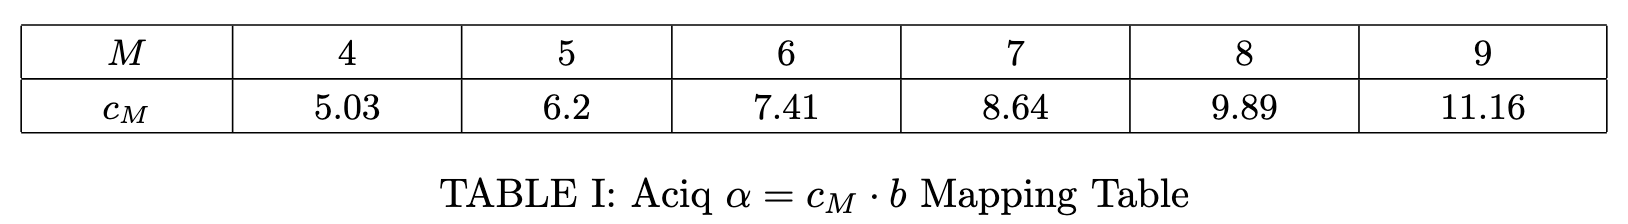 M 4 5 6 7 8 9
c_M 5.03 6.2 7.41 8.64 9.89 11.16
TABLE I: Aciq α = c_M · b Mapping Table